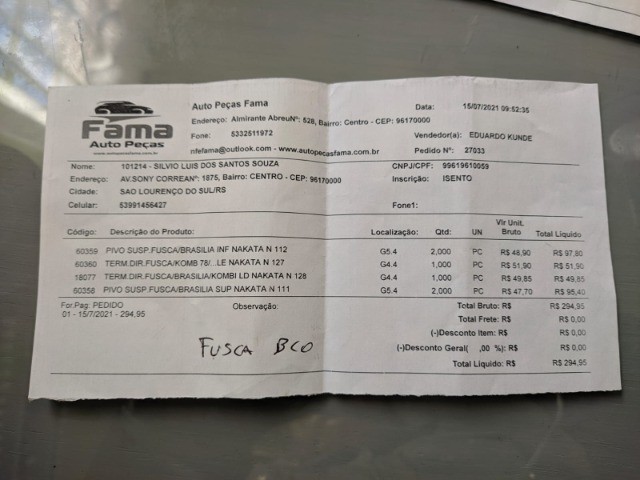 Fama
Auto Peças
Auto Peças Fama
Data: 15/07/2021 09:52:35
Endereço: Almirante AbreuNº: 528, Bairro: Centro - CEP: 96170000
Fone: 5332511972
Vendedor(a): EDUARDO KUNDE
nfefama@outlook.com - www.autopecasfama.com.br
Pedido Nº: 27033
Nome: 101214 - SILVIO LUIS DOS SANTOS SOUZA
CNPJ/CPF: 99619610059
Endereço: AV.SONY CORREANº: 1875, Bairro: CENTRO - CEP: 96170000
Inscrição: ISENTO
Cidade: SAO LOURENÇO DO SUL/RS
Celular: 53991456427
Fone1:
Código: Descrição do Produto: Localização: Qtd: UN Vlr Unit. Bruto Total Líquido
60359 PIVO SUSP.FUSCA/BRASILIA INF NAKATA N 112 G5.4 2,000 PC R$ 48,90 R$ 97,80
60360 TERM.DIR.FUSCA/KOMB 78/...LE NAKATA N 127 G4.4 1,000 PC R$ 51,90 R$ 51,90
18077 TERM.DIR.FUSCA/BRASILIA/KOMBI LD NAKATA N 128 G4.4 1,000 PC R$ 49,85 R$ 49,85
60358 PIVO SUSP.FUSCA/BRASILIA SUP NAKATA N 111 G5.4 2,000 PC R$ 47,70 R$ 95,40
For.Pag: PEDIDO
Observação:
Total Bruto: R$ R$ 294,95
01 - 15/7/2021 - 294,95
Total Frete: R$ R$ 0,00
(-)Desconto Item: R$ R$ 0,00
(-)Desconto Geral( ,00 %): R$ R$ 0,00
Total Liquido: R$ R$ 294,95
FUSCA BCO